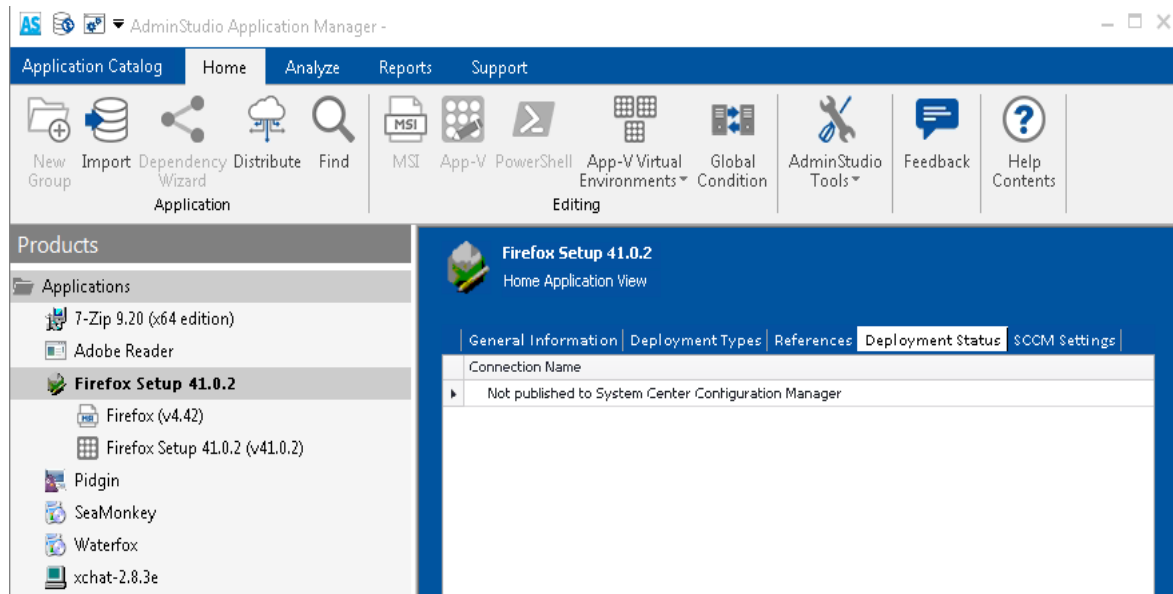 AS AdminStudio Application Manager -
Application Catalog Home Analyze Reports Support
MSI
New Group Import Dependency Wizard Distribute Find MSI App-V PowerShell App-V Virtual Environments Global Condition AdminStudio Tools Feedback Help Contents
Application Editing
Products
Applications
7-Zip 9.20 (x64 edition)
Adobe Reader
Firefox Setup 41.0.2
Firefox (v4.42)
Firefox Setup 41.0.2 (v41.0.2)
Pidgin
SeaMonkey
Waterfox
xchat-2.8.3e
Firefox Setup 41.0.2
Home Application View
General Information Deployment Types References Deployment Status SCCM Settings
Connection Name
Not published to System Center Configuration Manager